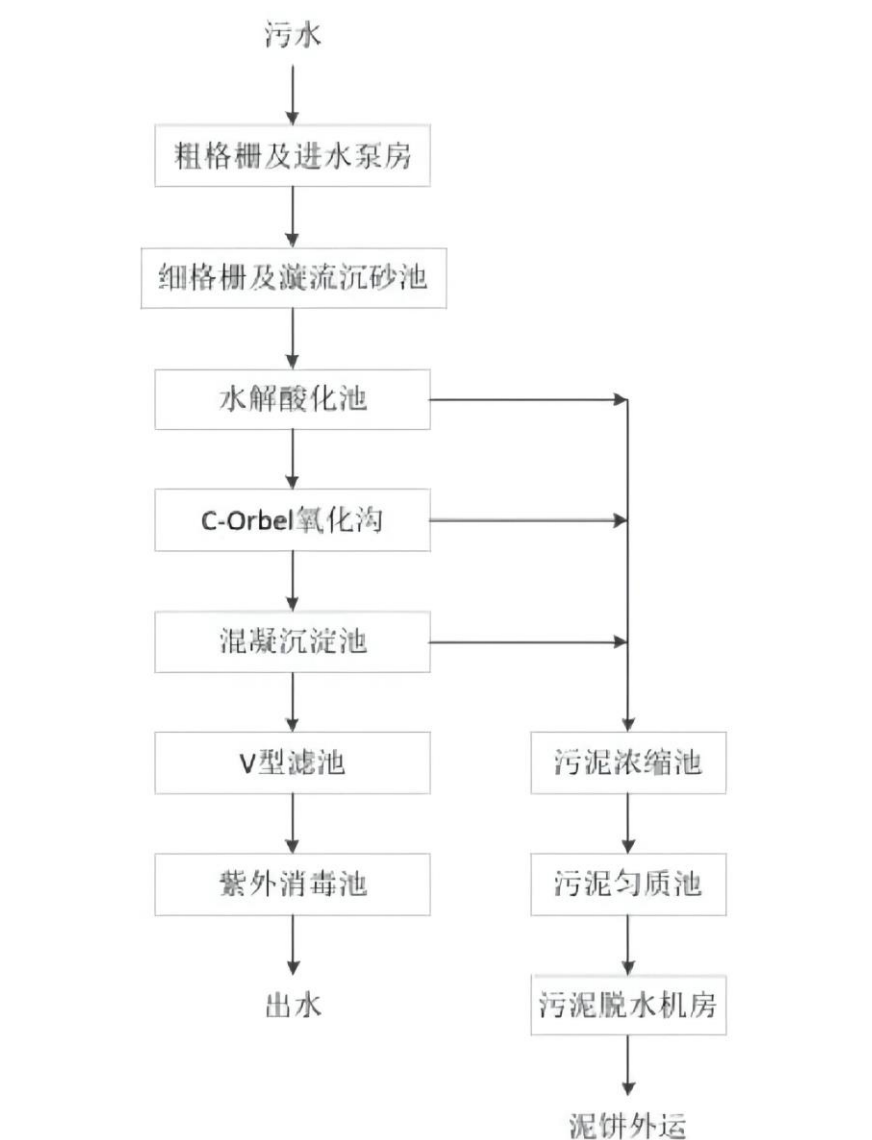 污水
粗格栅及进水泵房
细格栅及漩流沉砂池
水解酸化池
C-Orbel氧化沟
混凝沉淀池
V型滤池
紫外消毒池
出水
污泥浓缩池
污泥匀质池
污泥脱水机房
泥饼外运